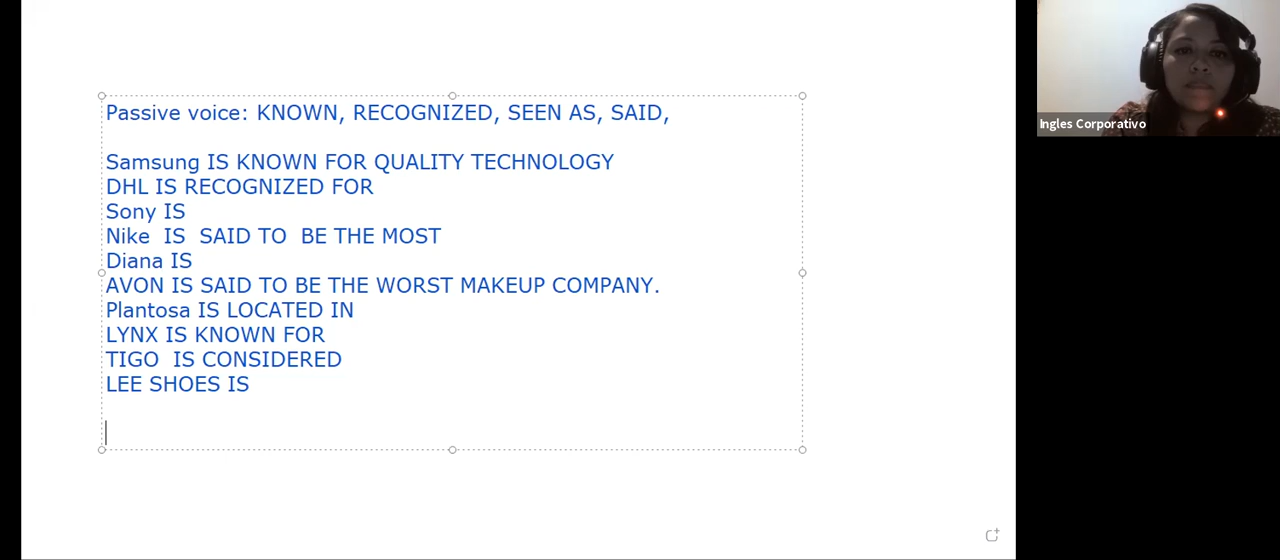 Passive voice: KNOWN, RECOGNIZED, SEEN AS, SAID,
Samsung IS KNOWN FOR QUALITY TECHNOLOGY
DHL IS RECOGNIZED FOR
Sony IS
Nike  IS  SAID TO  BE THE MOST
Diana IS
AVON IS SAID TO BE THE WORST MAKEUP COMPANY.
Plantosa IS LOCATED IN
LYNX IS KNOWN FOR
TIGO  IS CONSIDERED
LEE SHOES IS
Ingles Corporativo